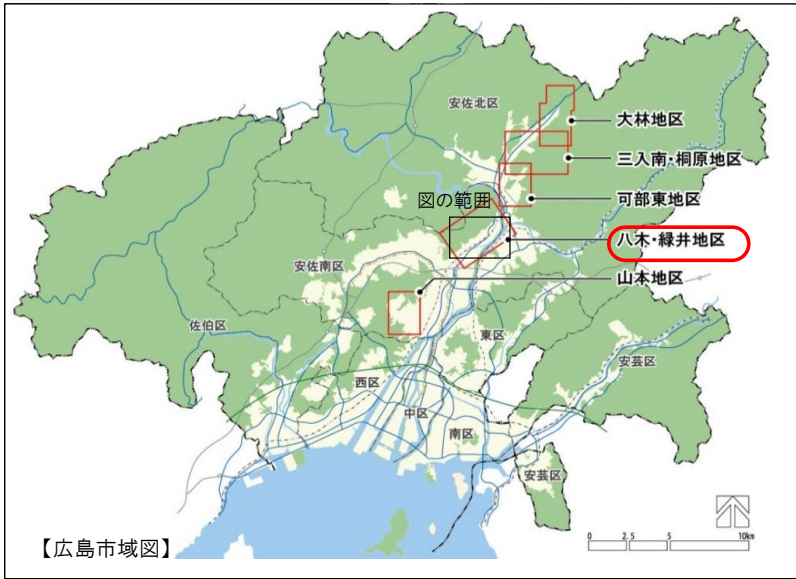 安佐北区
大林地区
三入南・桐原地区
可部東地区
図の範囲
八木・緑井地区
安佐南区
山本地区
佐伯区
東区
安芸区
西区
中区
南区
安芸区
【広島市域図】
0 2.5 5 10km